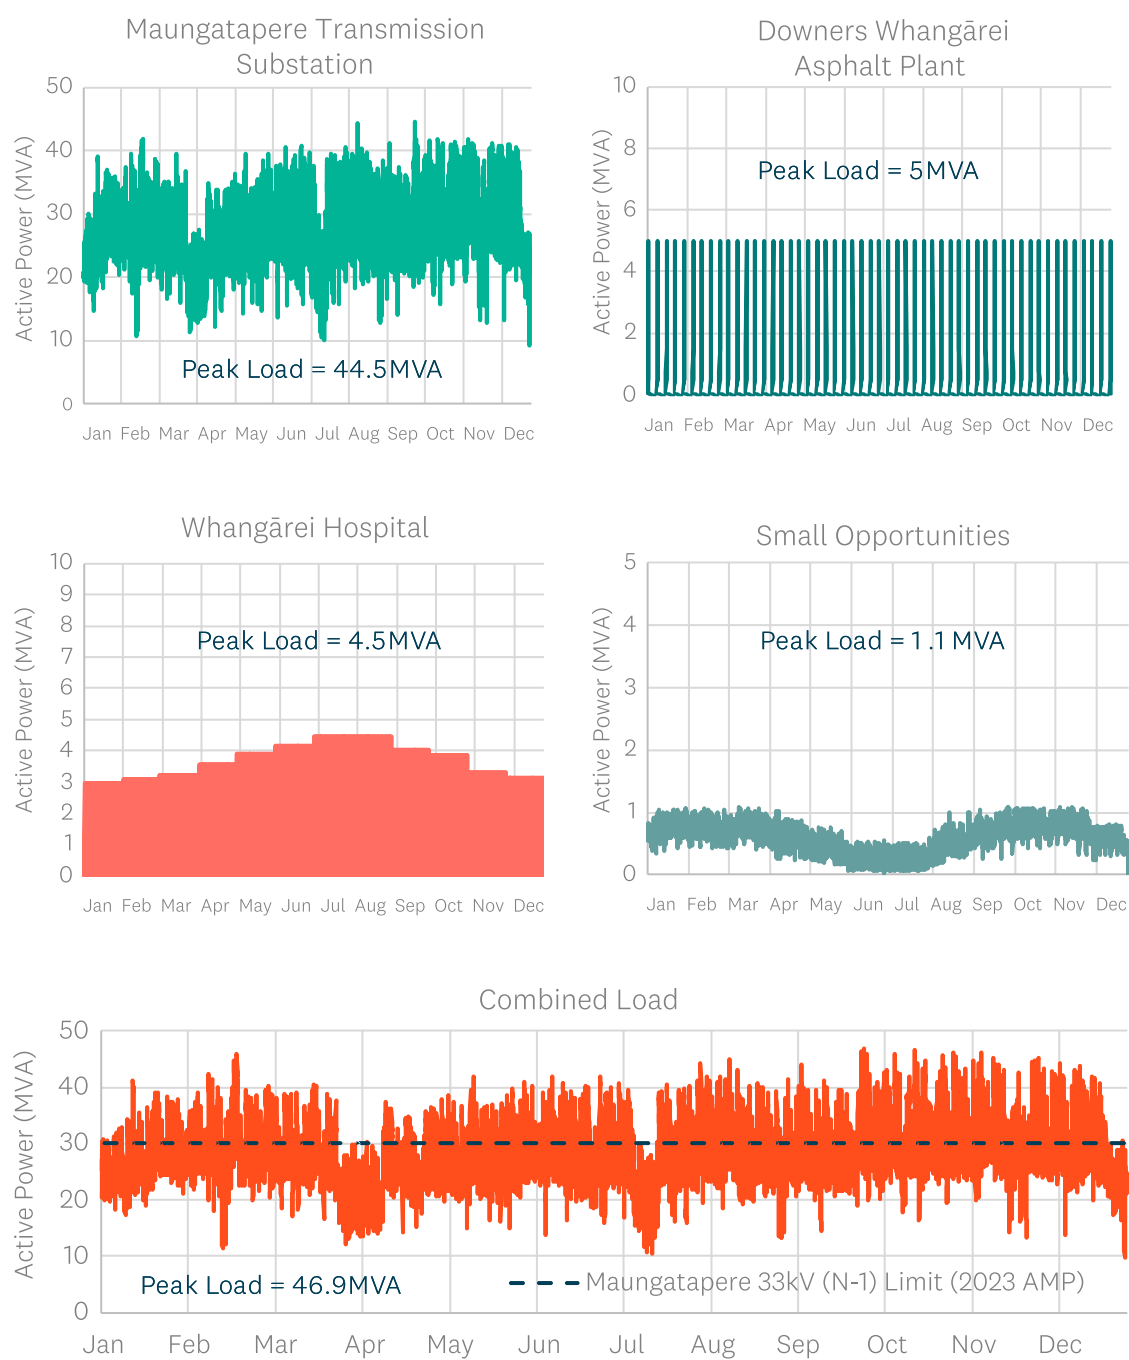 Maungatapere Transmission
Substation
Active Power (MVA)
50
40
30
20
10
0
Peak Load = 44.5MVA
Jan Feb Mar Apr May Jun Jul Aug Sep Oct Nov Dec
Downers Whangārei
Asphalt Plant
Active Power (MVA)
10
8
6
4
2
0
Peak Load = 5MVA
Jan Feb Mar Apr May Jun Jul Aug Sep Oct Nov Dec
Whangārei Hospital
Active Power (MVA)
10
9
8
7
6
5
4
3
2
1
0
Peak Load = 4.5MVA
Jan Feb Mar Apr May Jun Jul Aug Sep Oct Nov Dec
Small Opportunities
Active Power (MVA)
5
4
3
2
1
0
Peak Load = 1.1MVA
Jan Feb Mar Apr May Jun Jul Aug Sep Oct Nov Dec
Combined Load
Active Power (MVA)
50
40
30
20
10
0
Peak Load = 46.9MVA
Maungatapere 33kV (N-1) Limit (2023 AMP)
Jan Feb Mar Apr May Jun Jul Aug Sep Oct Nov Dec